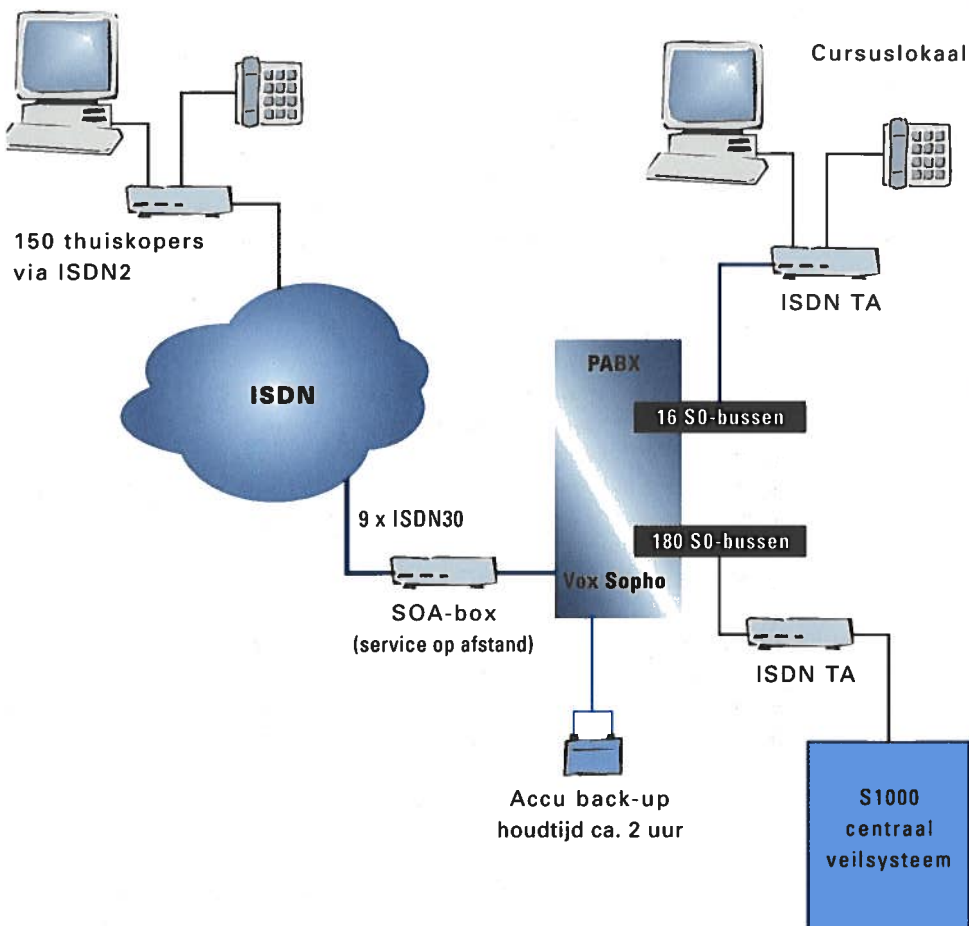 Cursuslokaal
150 thuiskopers
via ISDN2
ISDN TA
ISDN
PABX
16 S0-bussen
9 x ISDN30
180 S0-bussen
Vox Sopho
SOA-box
(service op afstand)
ISDN TA
Accu back-up
houdtijd ca. 2 uur
S1000
centraal
veilsysteem